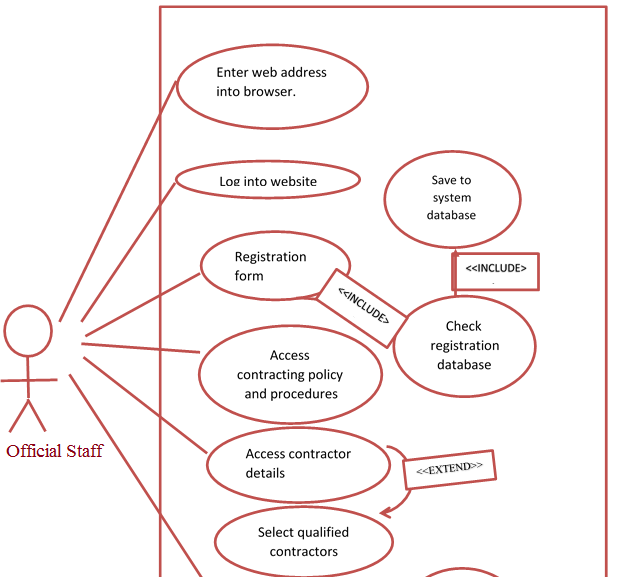 Enter web address
into browser.
Log into website
Save to
system
database
Registration
form
<<INCLUDE>
.
<<INCLUDE>
Check
registration
database
Access
contracting policy
and procedures
Official Staff
Access contractor
details
<<EXTEND>>
Select qualified
contractors